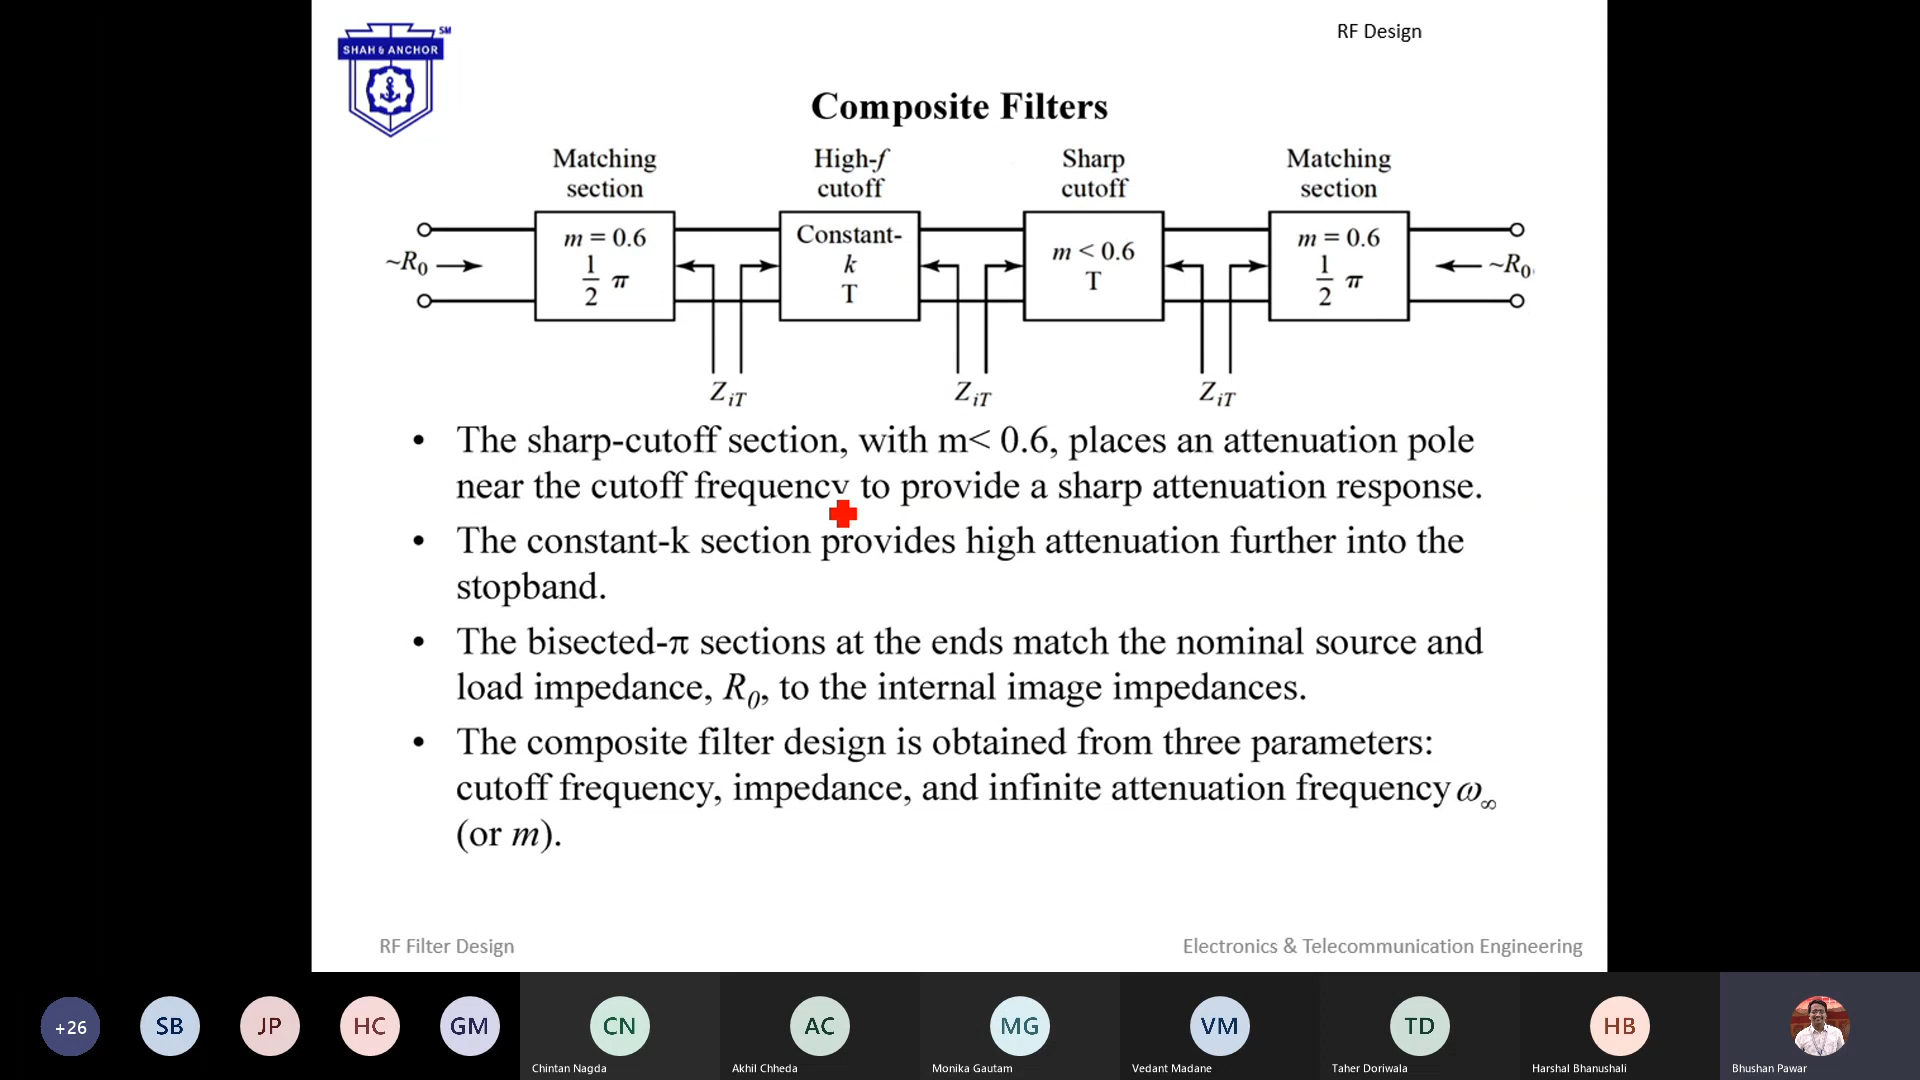 SM
SHAH & ANCHOR
RF Design
Composite Filters
Matching section
High-f cutoff
Sharp cutoff
Matching section
~R0
m = 0.6
1/2 π
Constant-
k
T
m < 0.6
T
m = 0.6
1/2 π
~R0
ZiT
ZiT
ZiT
• The sharp-cutoff section, with m< 0.6, places an attenuation pole
near the cutoff frequency to provide a sharp attenuation response.
• The constant-k section provides high attenuation further into the
stopband.
• The bisected-π sections at the ends match the nominal source and
load impedance, R0, to the internal image impedances.
• The composite filter design is obtained from three parameters:
cutoff frequency, impedance, and infinite attenuation frequency ω∞
(or m).
RF Filter Design
Electronics & Telecommunication Engineering
+26
SB
JP
HC
GM
CN
AC
MG
VM
TD
HB
Chintan Nagda
Akhil Chheda
Monika Gautam
Vedant Madane
Taher Doriwala
Harshal Bhanushali
Bhushan Pawar